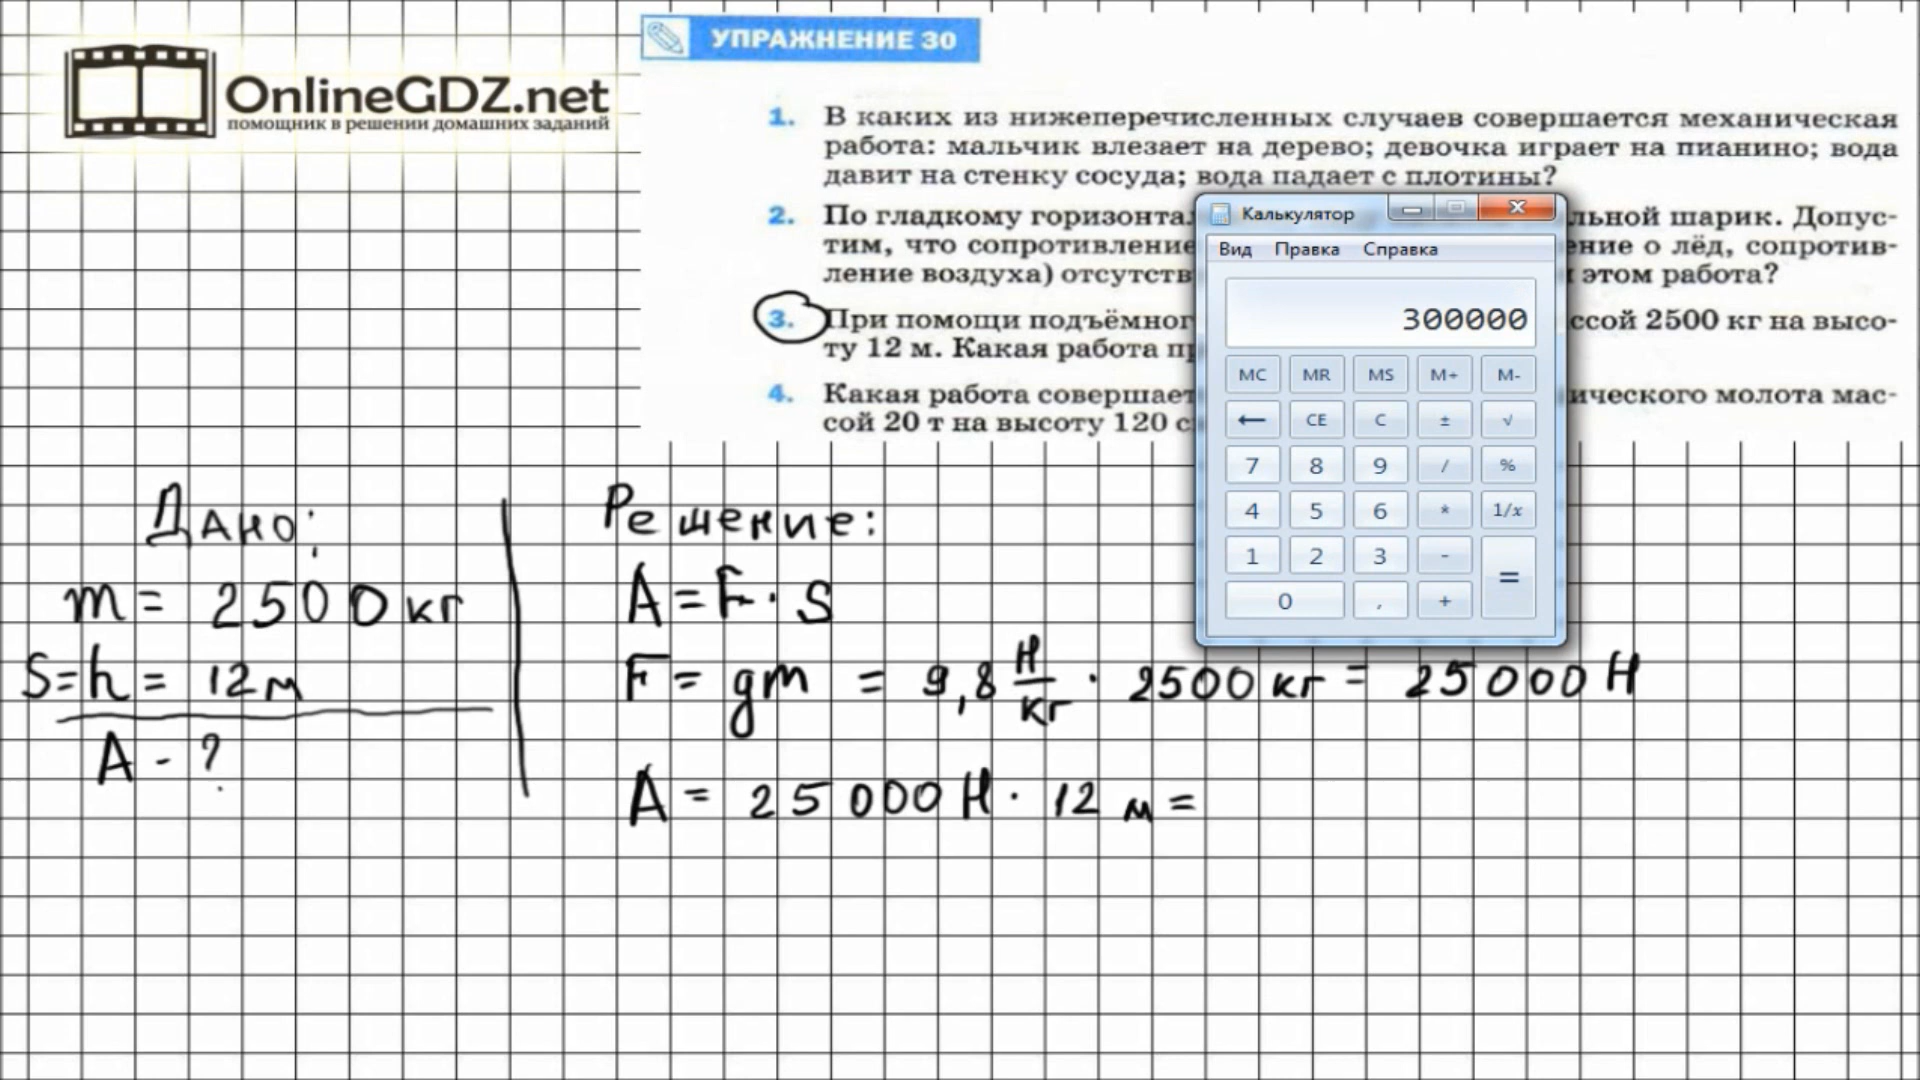 УПРАЖНЕНИЕ 30
OnlineGDZ.net
помощник в решении домашних заданий
1. В каких из нижеперечисленных случаев совершается механическая
работа: мальчик влезает на дерево; девочка играет на пианино; вода
давит на стенку сосуда; вода падает с плотины?
2. По гладкому горизонтал льной шарик. Допус-
тим, что сопротивление ение о лёд, сопротив-
ление воздуха) отсутств этом работа?
3. При помощи подъёмног ссой 2500 кг на высо-
ту 12 м. Какая работа пр
4. Какая работа совершает ического молота мас-
сой 20 т на высоту 120 с
Калькулятор
Вид Правка Справка
300000
MC MR MS M+ M-
← CE C ± √
7 8 9 / %
4 5 6 * 1/x
1 2 3 - =
0 , +
Дано:
m = 2500 кг
S = h = 12 м
A - ?
Решение:
A = F · S
F = gm = 9,8 Н/кг · 2500 кг = 25000 Н
A = 25000 Н · 12 м =